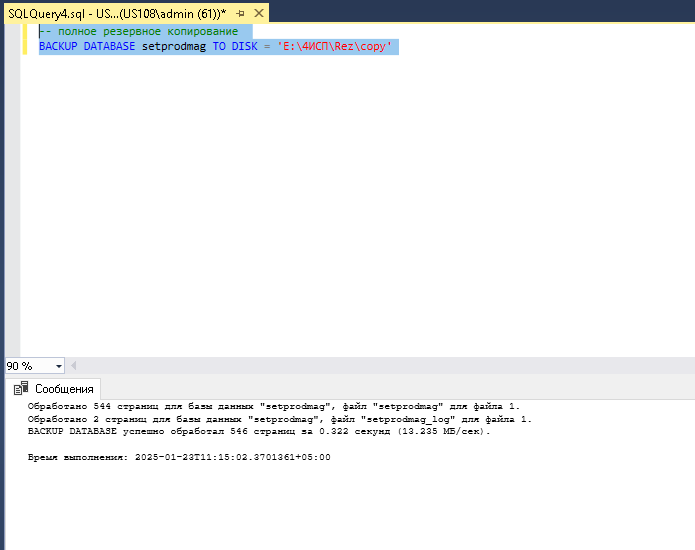 SQLQuery4.sql - US...(US108\admin (61))*
-- полное резервное копирование
BACKUP DATABASE setprodmag TO DISK = 'E:\4ИСП\Rez\copy'
90 %
Сообщения
Обработано 544 страниц для базы данных "setprodmag", файл "setprodmag" для файла 1.
Обработано 2 страниц для базы данных "setprodmag", файл "setprodmag_log" для файла 1.
BACKUP DATABASE успешно обработал 546 страниц за 0.322 секунд (13.235 МБ/сек).
Время выполнения: 2025-01-23T11:15:02.3701361+05:00